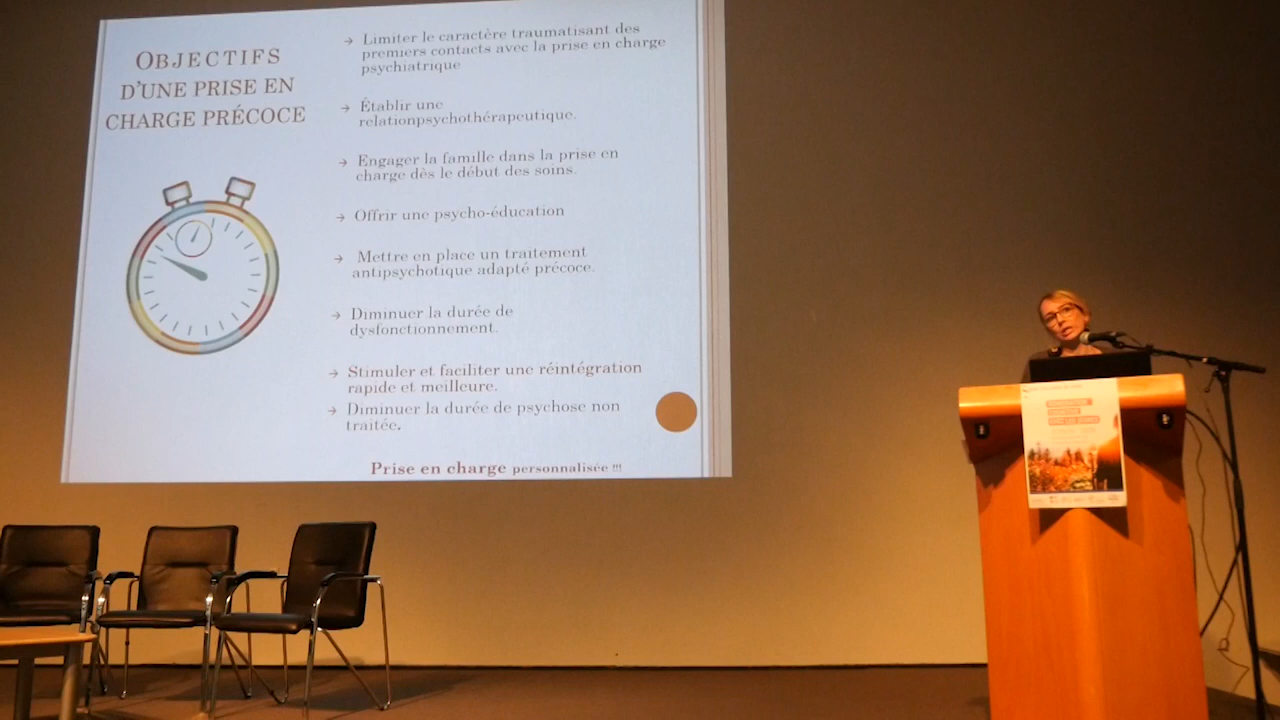 OBJECTIFS
D'UNE PRISE EN
CHARGE PRÉCOCE
→ Limiter le caractère traumatisant des
premiers contacts avec la prise en charge
psychiatrique
→ Établir une
relationpsychothérapeutique.
→ Engager la famille dans la prise en
charge dès le début des soins.
→ Offrir une psycho-éducation
→ Mettre en place un traitement
antipsychotique adapté précoce.
→ Diminuer la durée de
dysfonctionnement.
→ Stimuler et faciliter une réintégration
rapide et meilleure.
→ Diminuer la durée de psychose non
traitée.
Prise en charge personnalisée !!!